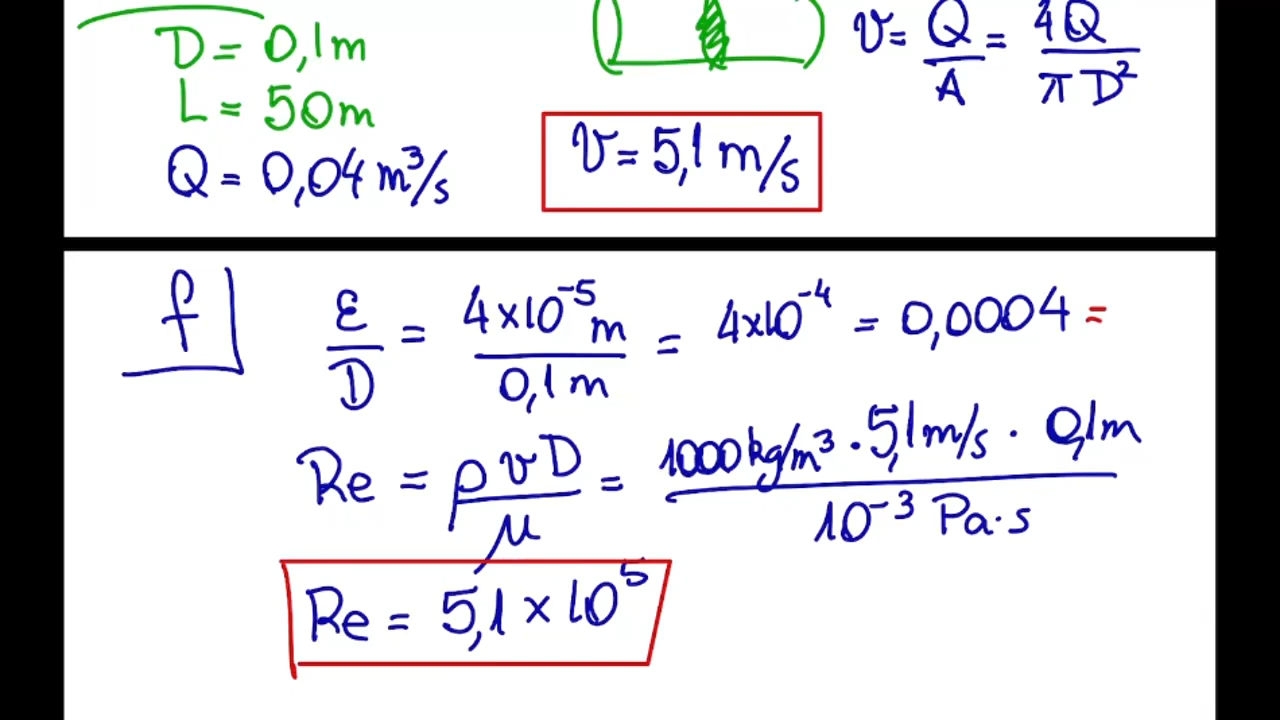 D = 0,1m
L = 50m
Q = 0,04 m³/s
v = Q/A = 4Q/πD²
v = 5,1 m/s
f
ε/D = 4×10⁻⁵m/0,1m = 4×10⁻⁴ = 0,0004 =
Re = ρvD/μ = 1000kg/m³ · 5,1m/s · 0,1m/10⁻³ Pa·s
Re = 5,1 × 10⁵